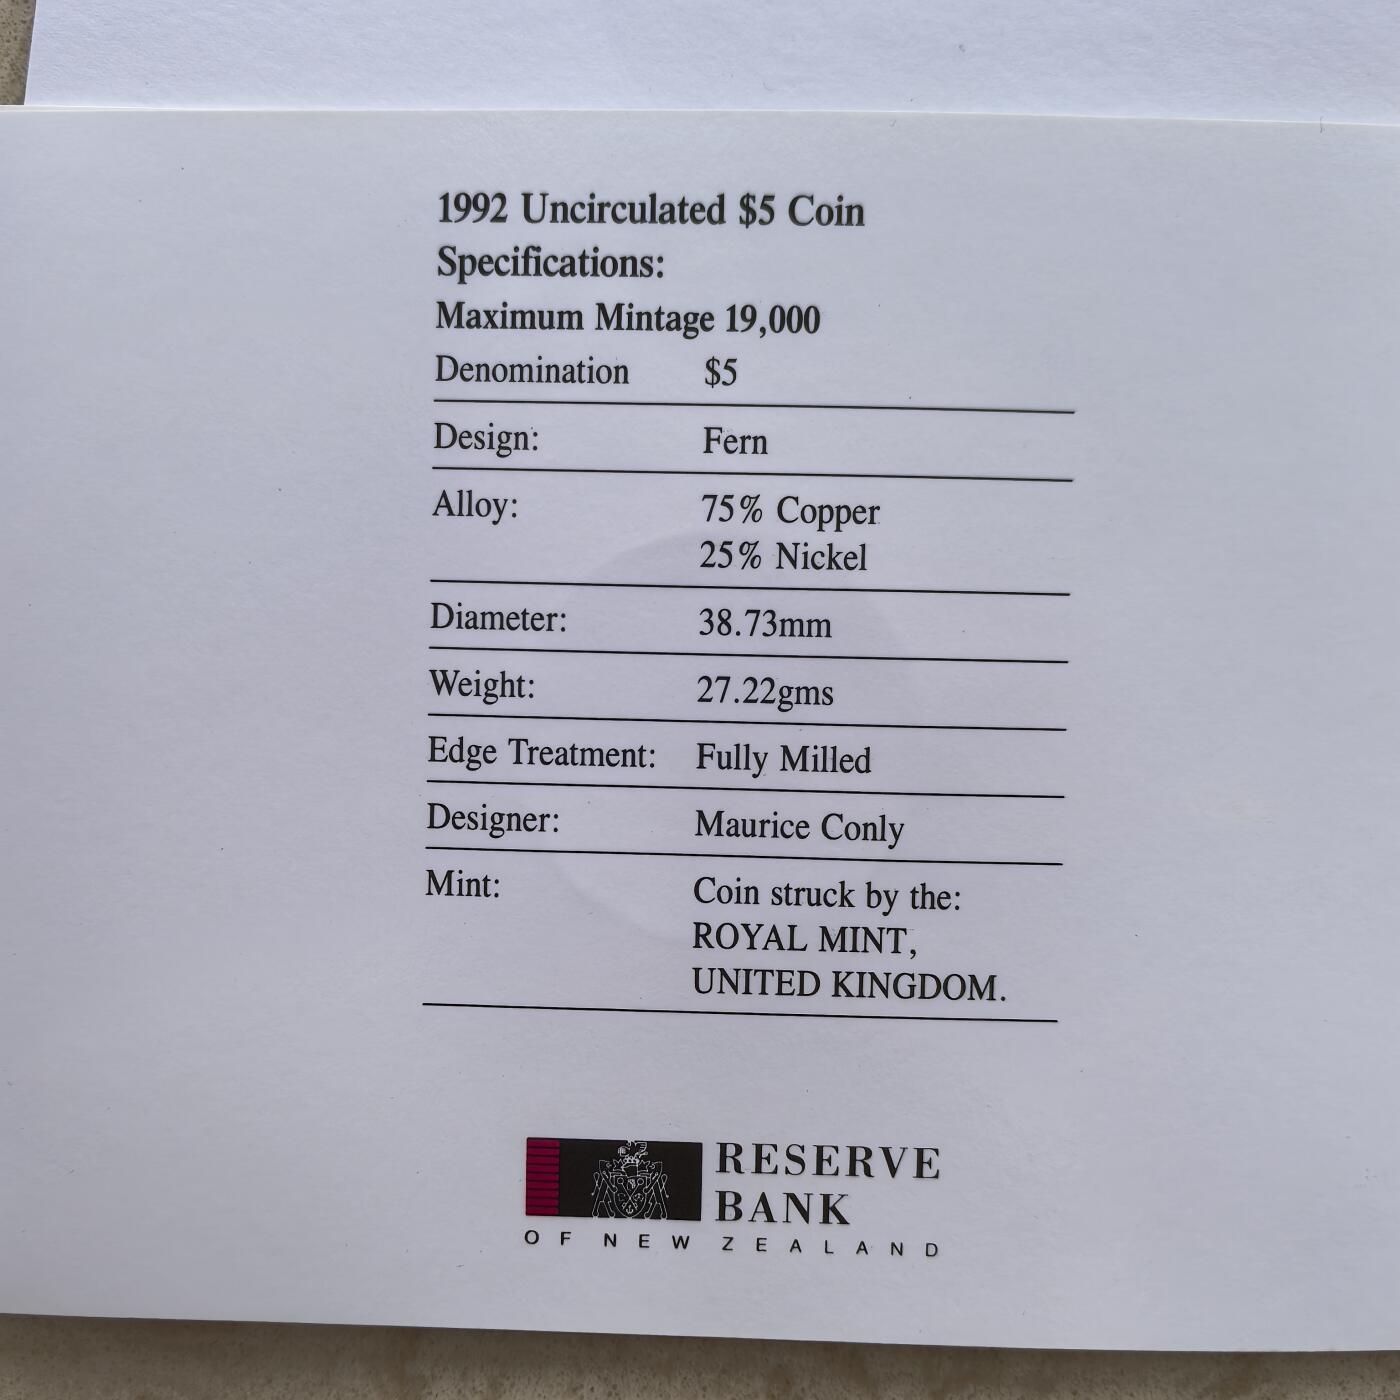 1992 Uncirculated $5 Coin
Specifications:
Maximum Mintage 19,000
Denomination $5
Design: Fern
Alloy: 75% Copper
25% Nickel
Diameter: 38.73mm
Weight: 27.22gms
Edge Treatment: Fully Milled
Designer: Maurice Conly
Mint: Coin struck by the:
ROYAL MINT,
UNITED KINGDOM.
RESERVE
BANK
OF NEW ZEALAND